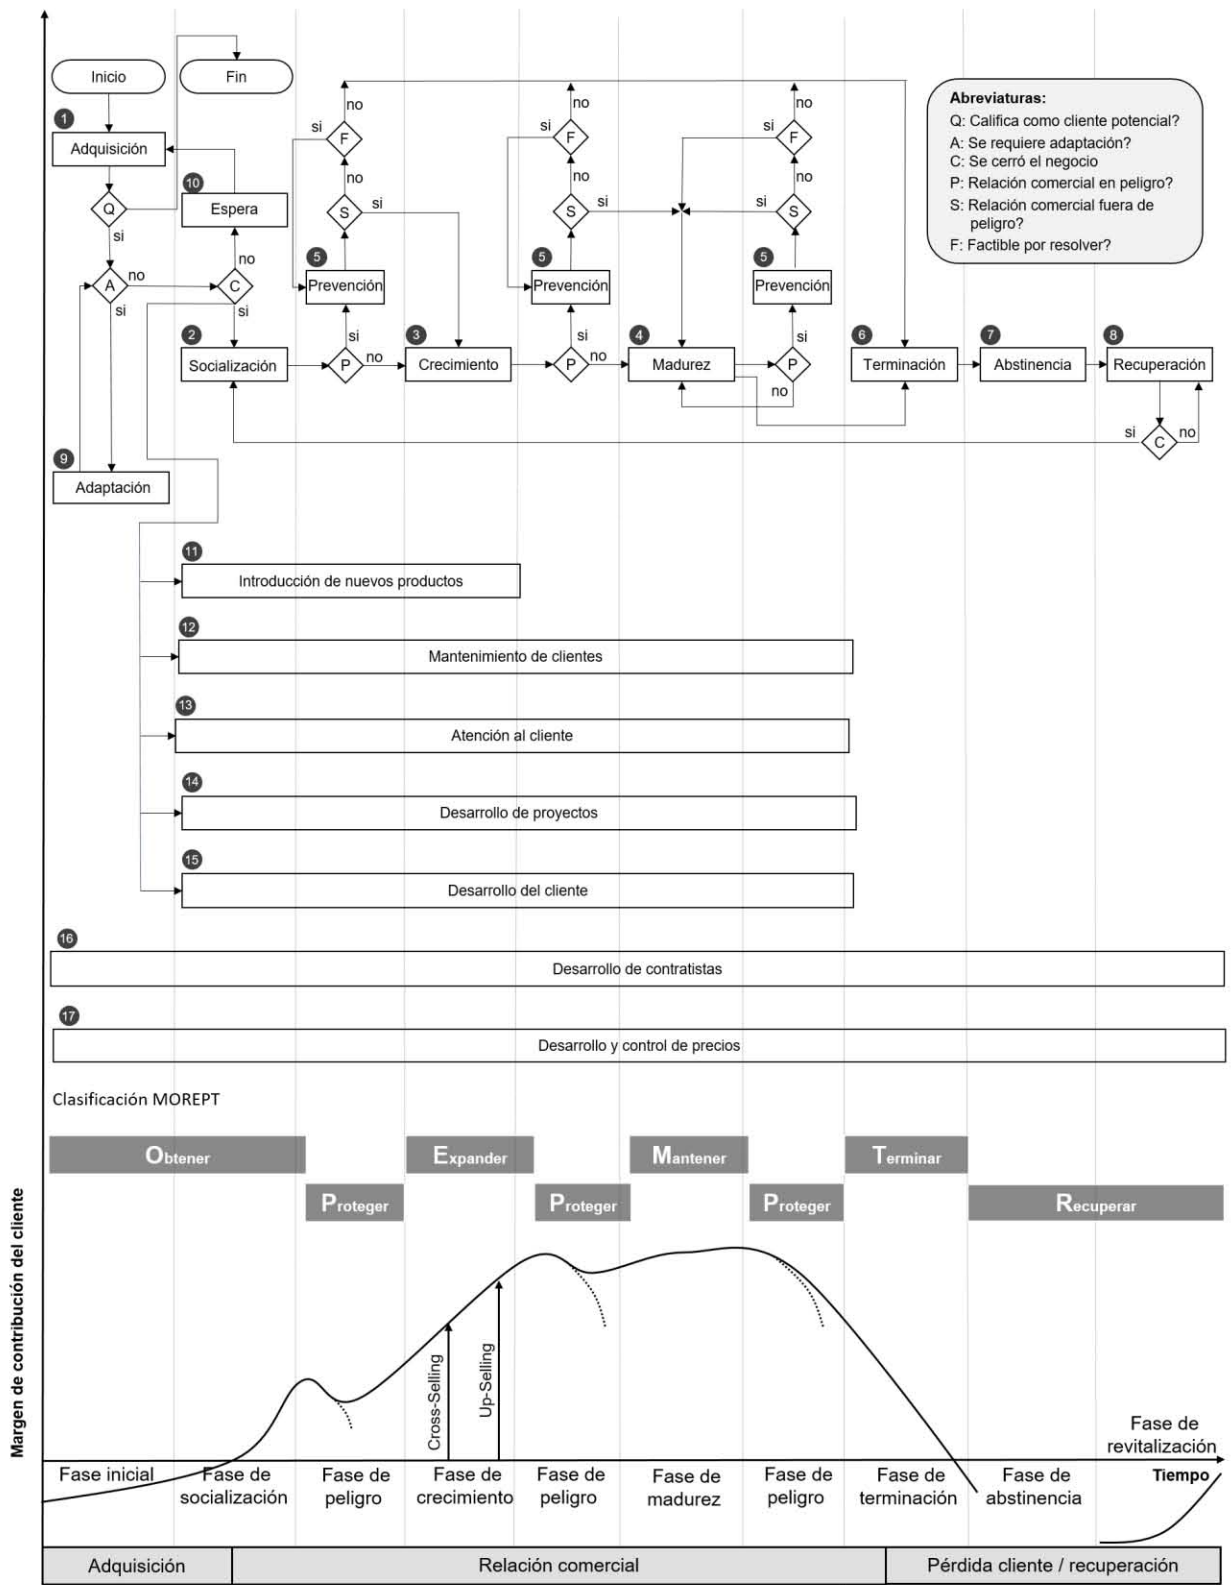 Inicio
Fin
Abreviaturas:
Q: Califica como cliente potencial?
A: Se requiere adaptación?
C: Se cerró el negocio
P: Relación comercial en peligro?
S: Relación comercial fuera de
peligro?
F: Factible por resolver?
1
Adquisición
10
Espera
Q
si
A
no
si
C
no
si
F
si
no
S
si
no
5
Prevención
si
P
no
F
si
no
S
si
no
5
Prevención
si
P
no
F
si
no
S
si
no
5
Prevención
si
P
no
2
Socialización
3
Crecimiento
4
Madurez
6
Terminación
7
Abstinencia
8
Recuperación
si
C
no
9
Adaptación
11
Introducción de nuevos productos
12
Mantenimiento de clientes
13
Atención al cliente
14
Desarrollo de proyectos
15
Desarrollo del cliente
16
Desarrollo de contratistas
17
Desarrollo y control de precios
Clasificación MOREPT
Obtener
Expander
Mantener
Terminar
Proteger
Proteger
Proteger
Recuperar
Margen de contribución del cliente
Cross-Selling
Up-Selling
Fase de
revitalización
Tiempo
Fase inicial
Fase de
socialización
Fase de
peligro
Fase de
crecimiento
Fase de
peligro
Fase de
madurez
Fase de
peligro
Fase de
terminación
Fase de
abstinencia
Adquisición
Relación comercial
Pérdida cliente / recuperación